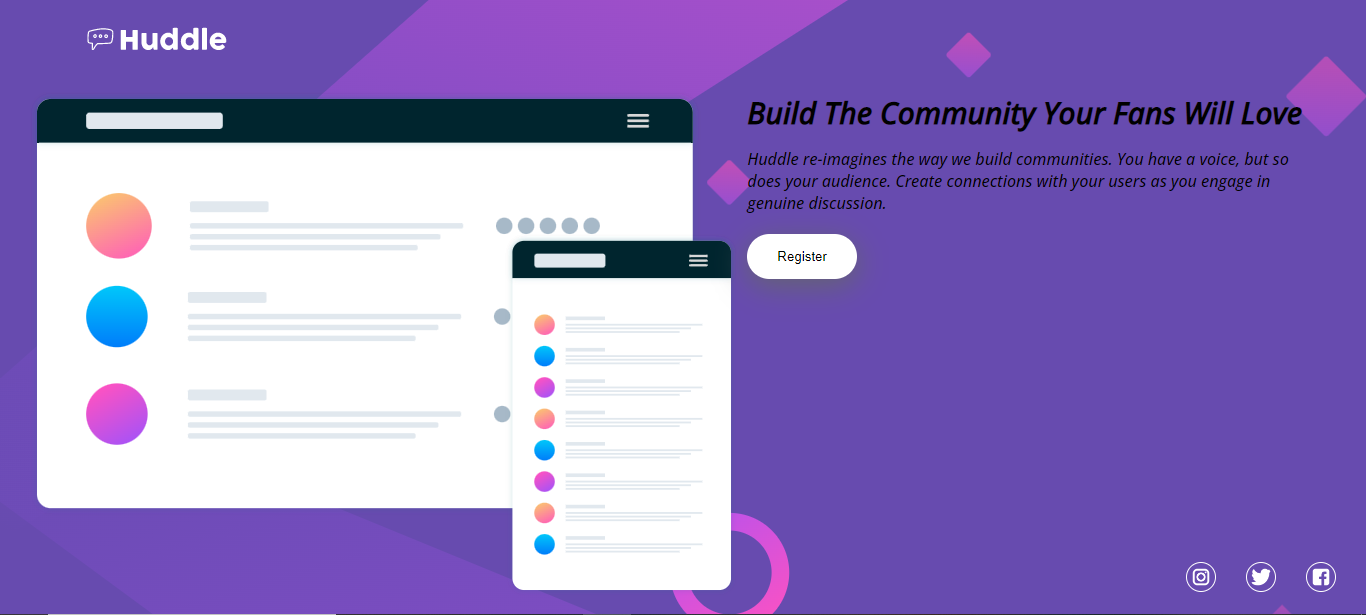 Huddle
Build The Community Your Fans Will Love
Huddle re-imagines the way we build communities. You have a voice, but so
does your audience. Create connections with your users as you engage in
genuine discussion.
Register